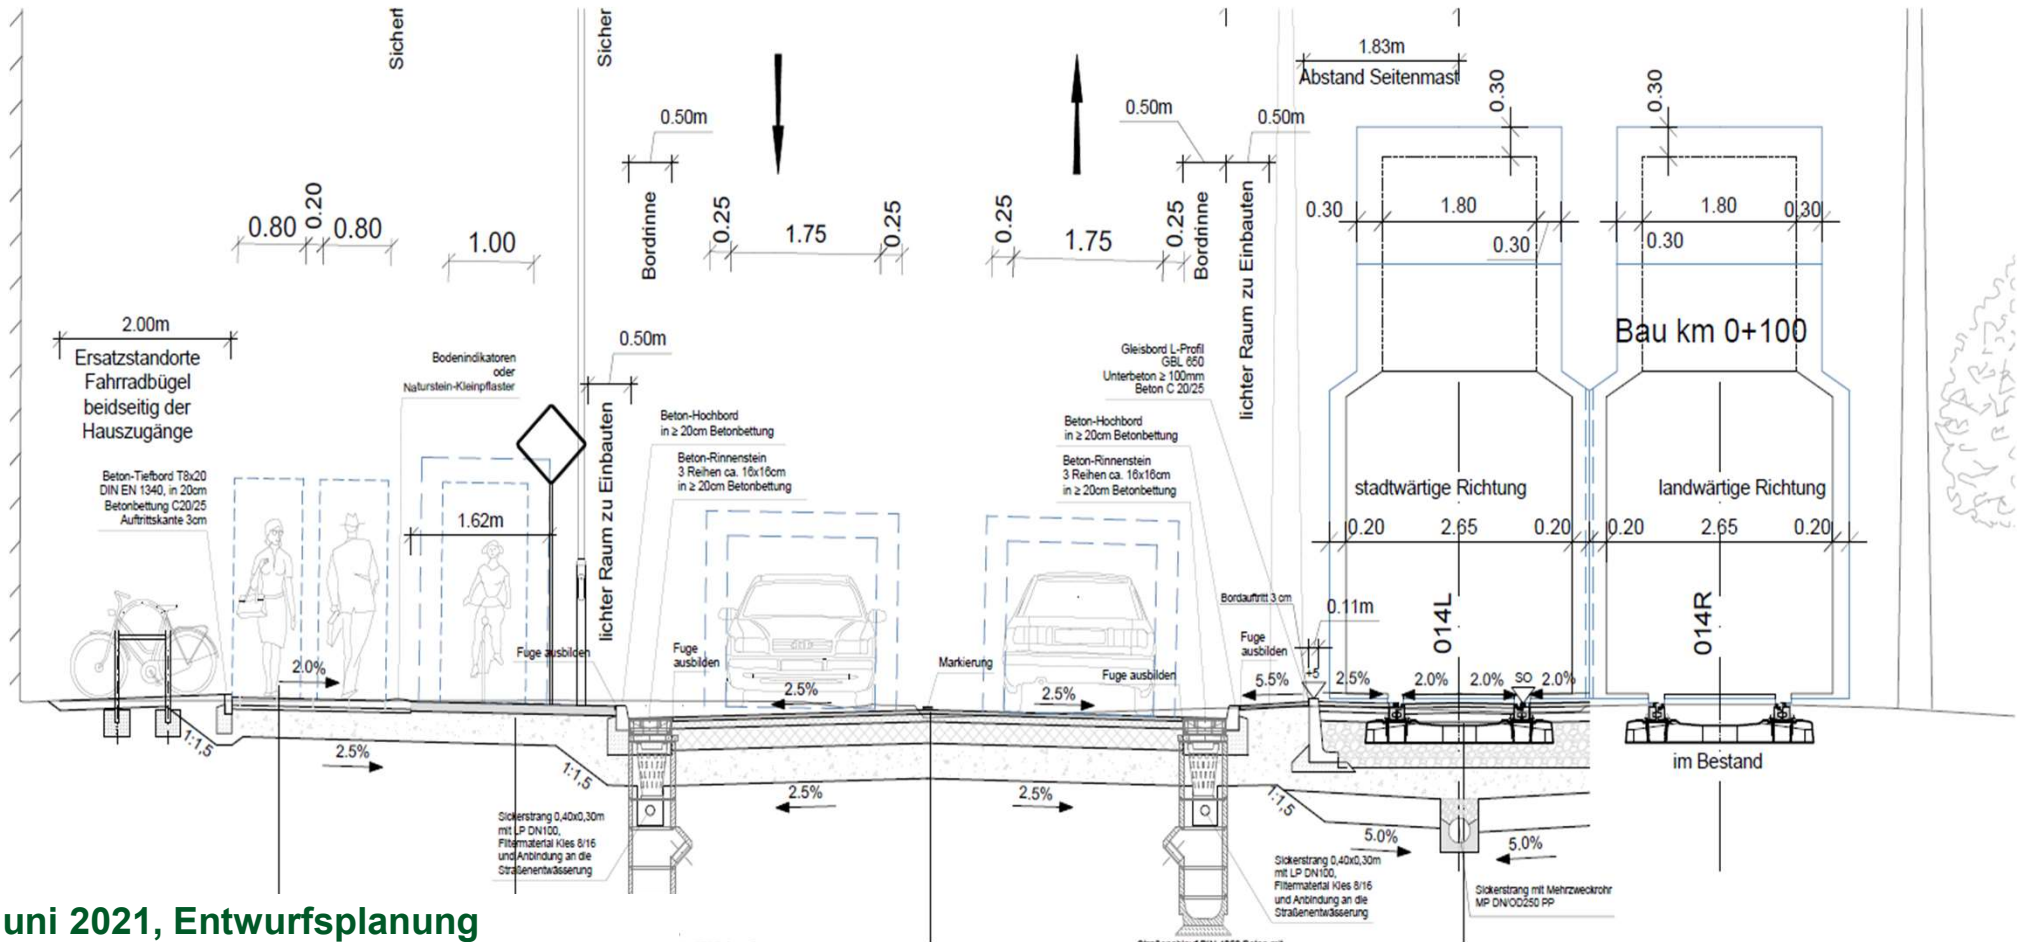 Sicherl
Sicher
1.83m
Abstand Seitenmast
0.50m
0.50m
0.50m
0.30
0.30
Bordrinne
Bordrinne
lichter Raum zu Einbauten
0.80
0.20
0.80
1.00
0.25
1.75
0.25
0.25
1.75
0.25
0.30
1.80
0.30
1.80
0.30
0.30
2.00m
Ersatzstandorte
Fahrradbügel
beidseitig der
Hauszugänge
Bodenindikatoren
oder
Naturstein-Kleinpflaster
0.50m
lichter Raum zu Einbauten
Gleisbord L-Profil
GBL 650
Unterbeton ≥ 100mm
Beton C 20/25
Bau km 0+100
Beton-Hochbord
in ≥ 20cm Betonbettung
Beton-Rinnenstein
3 Reihen ca. 16x16cm
in ≥ 20cm Betonbettung
Beton-Hochbord
in ≥ 20cm Betonbettung
Beton-Rinnenstein
3 Reihen ca. 16x16cm
in ≥ 20cm Betonbettung
Beton-Tiefbord T8x20
DIN EN 1340, in 20cm
Betonbettung C20/25
Auftrittskante 3cm
1.62m
stadtwärtige Richtung
landwärtige Richtung
0.20
2.65
0.20
0.20
2.65
0.20
014L
014R
Bordauftritt 3 cm
0.11m
Fuge ausbilden
Fuge
ausbilden
Markierung
Fuge ausbilden
Fuge
ausbilden
2.0%
2.5%
2.5%
5.5%
+5
2.5%
2.0%
2.0%
SO
2.0%
1:1,5
2.5%
1:1,5
2.5%
2.5%
1:1,5
5.0%
5.0%
im Bestand
Sickerstrang 0,40x0,30m
mit LP DN100,
Filtermaterial Kies 8/16
und Anbindung an die
Straßenentwässerung
Sickerstrang 0,40x0,30m
mit LP DN100,
Filtermaterial Kies 8/16
und Anbindung an die
Straßenentwässerung
Sickerstrang mit Mehrzweckrohr
MP DN/OD250 PP
uni 2021, Entwurfsplanung